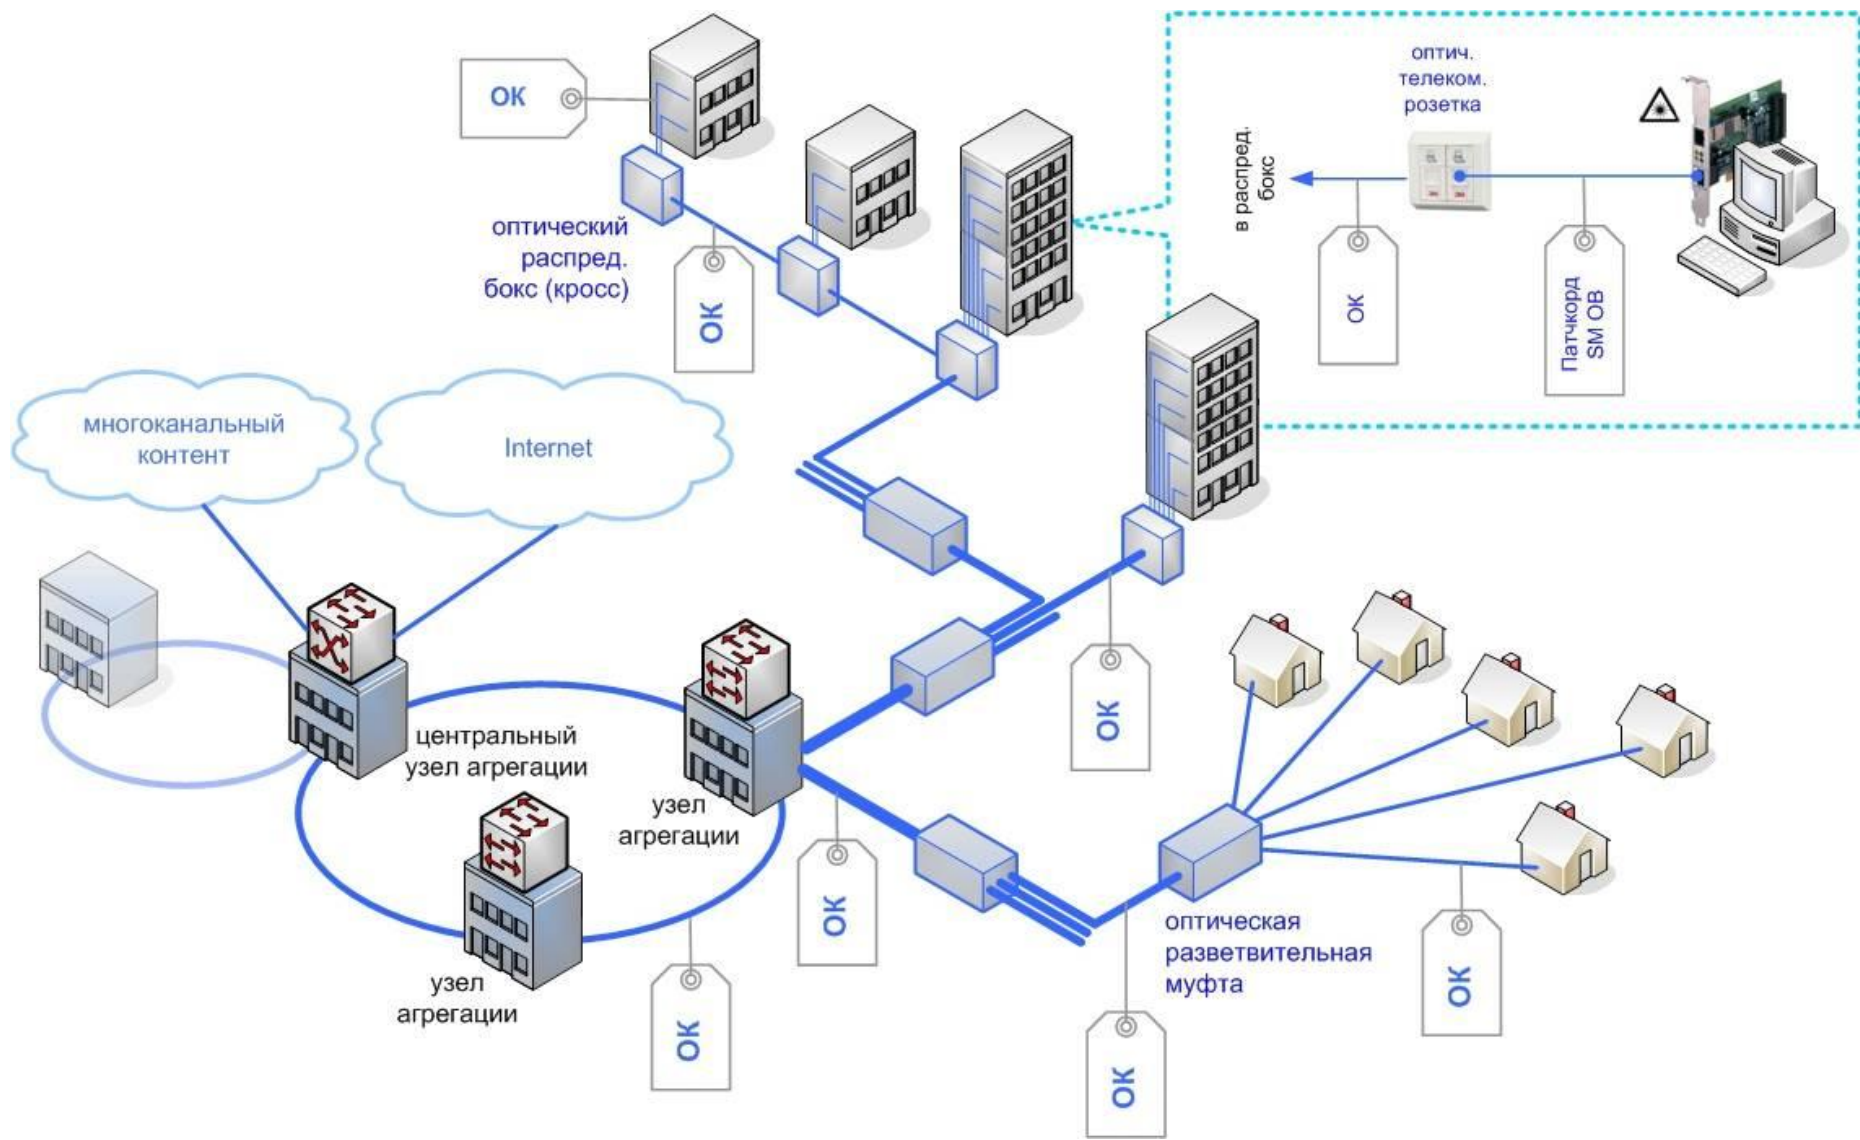 ОК
оптический
распред.
бокс (кросс)
ОК
оптич.
телеком.
розетка
в распред.
бокс
ОК
Патчкорд
SM ОВ
многоканальный
контент
Internet
центральный
узел агрегации
узел
агрегации
узел
агрегации
ОК
ОК
ОК
ОК
ОК
оптическая
разветвительная
муфта